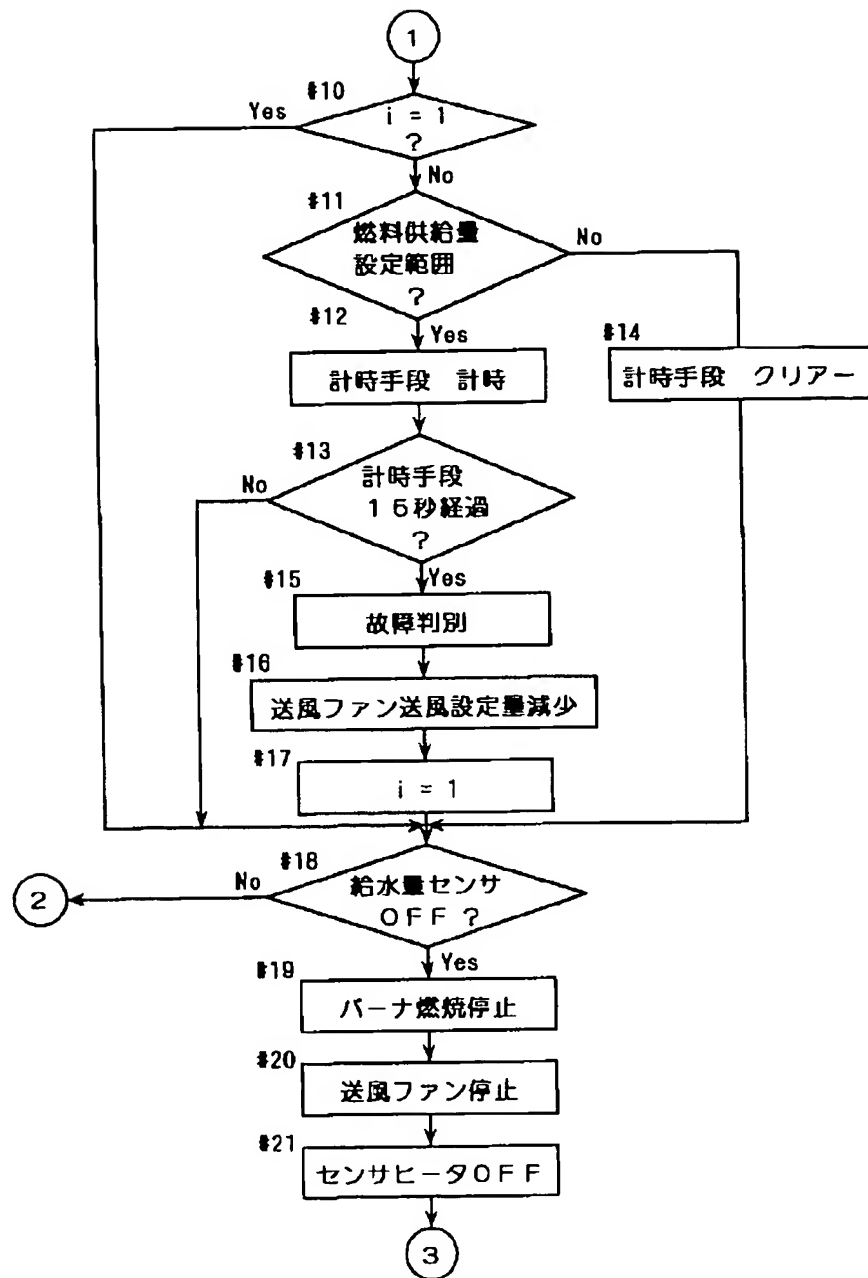 1
#10
Yes
i = 1
?
No
#11
燃料供給量
設定範囲
?
No
#12
Yes
#14
計時手段 計時
計時手段 クリアー
#13
No
計時手段
15秒経過
?
#15
Yes
故障判別
#16
送風ファン送風設定量減少
#17
i = 1
#18
No
給水量センサ
OFF ?
2
#19
Yes
バーナ燃焼停止
#20
送風ファン停止
#21
センサヒータOFF
3